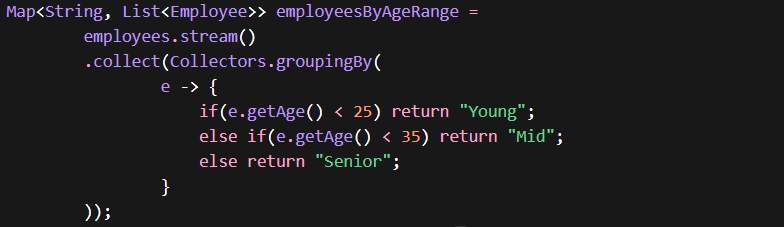 Map<String, List<Employee>> employeesByAgeRange =
        employees.stream()
        .collect(Collectors.groupingBy(
                e -> {
                    if(e.getAge() < 25) return "Young";
                    else if(e.getAge() < 35) return "Mid";
                    else return "Senior";
                }
        ));